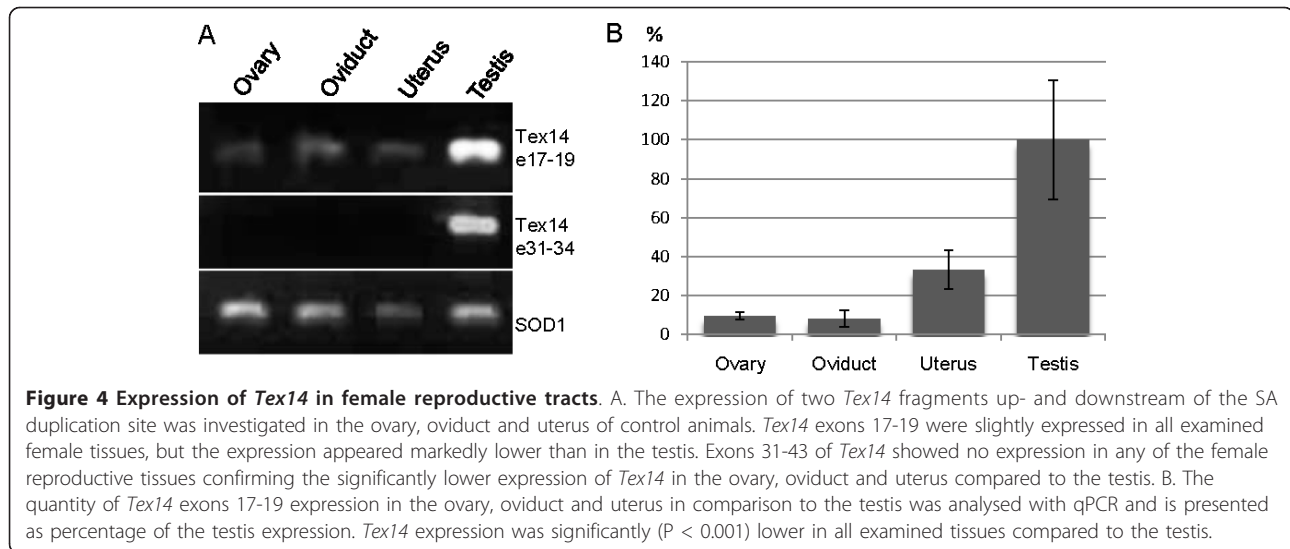 A
Ovary
Oviduct
Uterus
Testis
Tex14
e17-19
Tex14
e31-34
SOD1
B
%
140
120
100
80
60
40
20
0
Ovary
Oviduct
Uterus
Testis
Figure 4 Expression of Tex14 in female reproductive tracts. A. The expression of two Tex14 fragments up- and downstream of the SA
duplication site was investigated in the ovary, oviduct and uterus of control animals. Tex14 exons 17-19 were slightly expressed in all examined
female tissues, but the expression appeared markedly lower than in the testis. Exons 31-43 of Tex14 showed no expression in any of the female
reproductive tissues confirming the significantly lower expression of Tex14 in the ovary, oviduct and uterus compared to the testis. B. The
quantity of Tex14 exons 17-19 expression in the ovary, oviduct and uterus in comparison to the testis was analysed with qPCR and is presented
as percentage of the testis expression. Tex14 expression was significantly (P < 0.001) lower in all examined tissues compared to the testis.